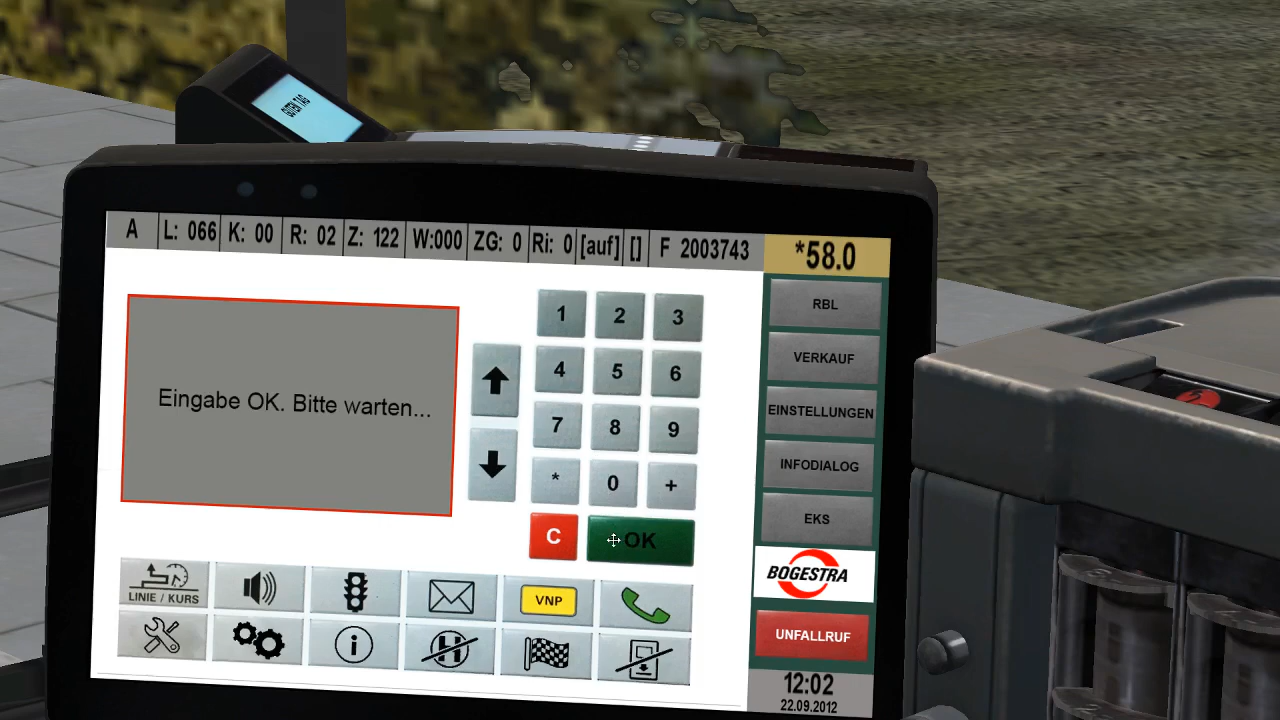 GUTEN TAG
A L: 066 K: 00 R: 02 Z: 122 W:000 ZG: 0 Ri: 0 [auf] [] F 2003743 *58.0
Eingabe OK. Bitte warten...
1 2 3
4 5 6
7 8 9
* 0 +
C OK
RBL
VERKAUF
EINSTELLUNGEN
INFODIALOG
EKS
BOGESTRA
UNFALLRUF
LINIE / KURS
VNP
i
H
12:02
22.09.2012